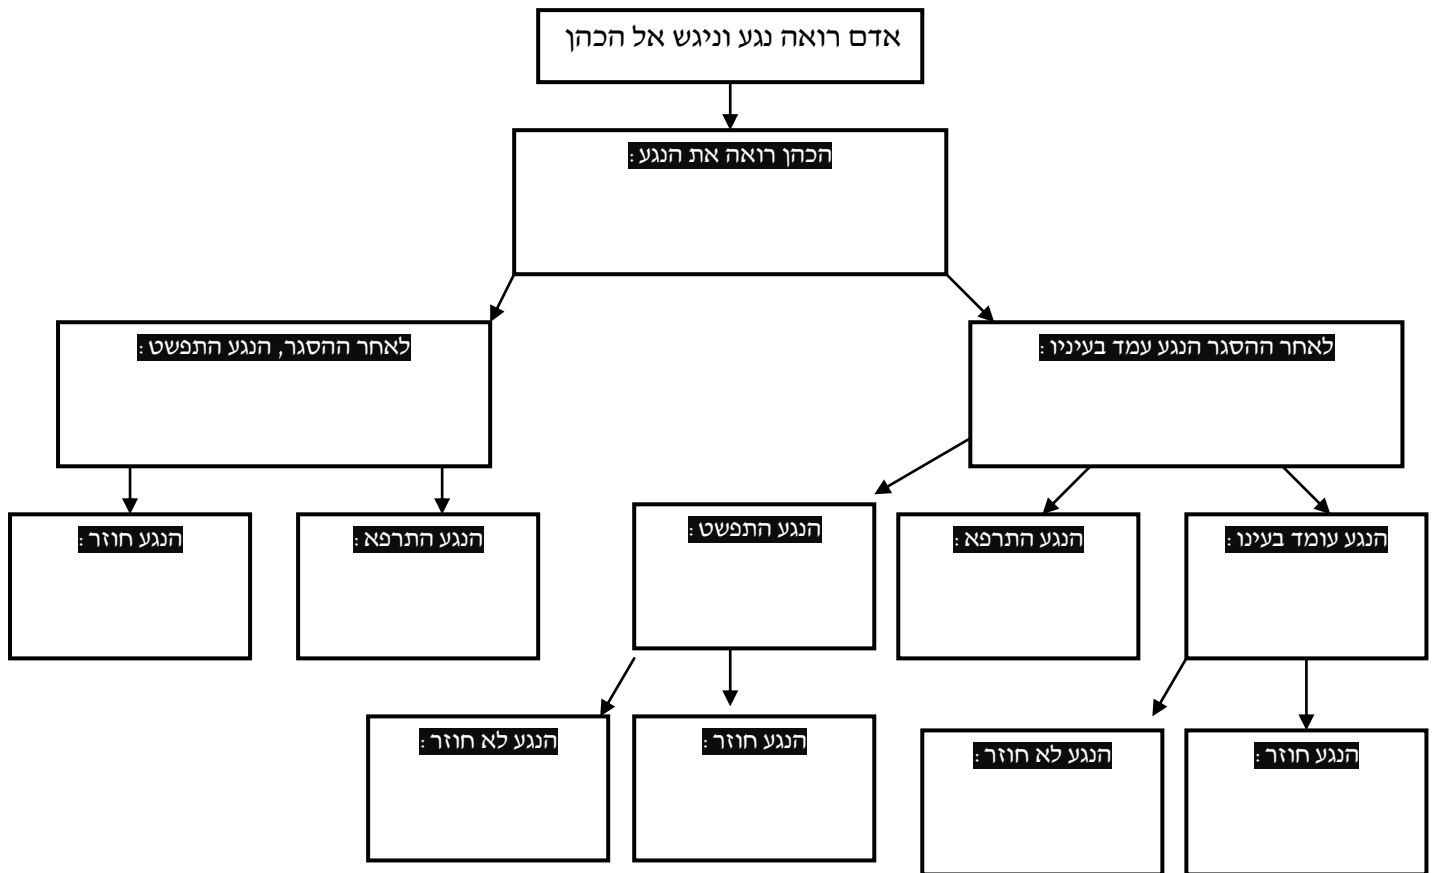 אדם רואה נגע וניגש אל הכהן
הכהן רואה את הנגע:
לאחר ההסגר הנגע עמד בעיניו:
לאחר ההסגר, הנגע התפשט:
הנגע עומד בעינו:
הנגע התרפא:
הנגע התפשט:
הנגע התרפא:
הנגע חוזר:
הנגע חוזר:
הנגע לא חוזר:
הנגע חוזר:
הנגע לא חוזר: